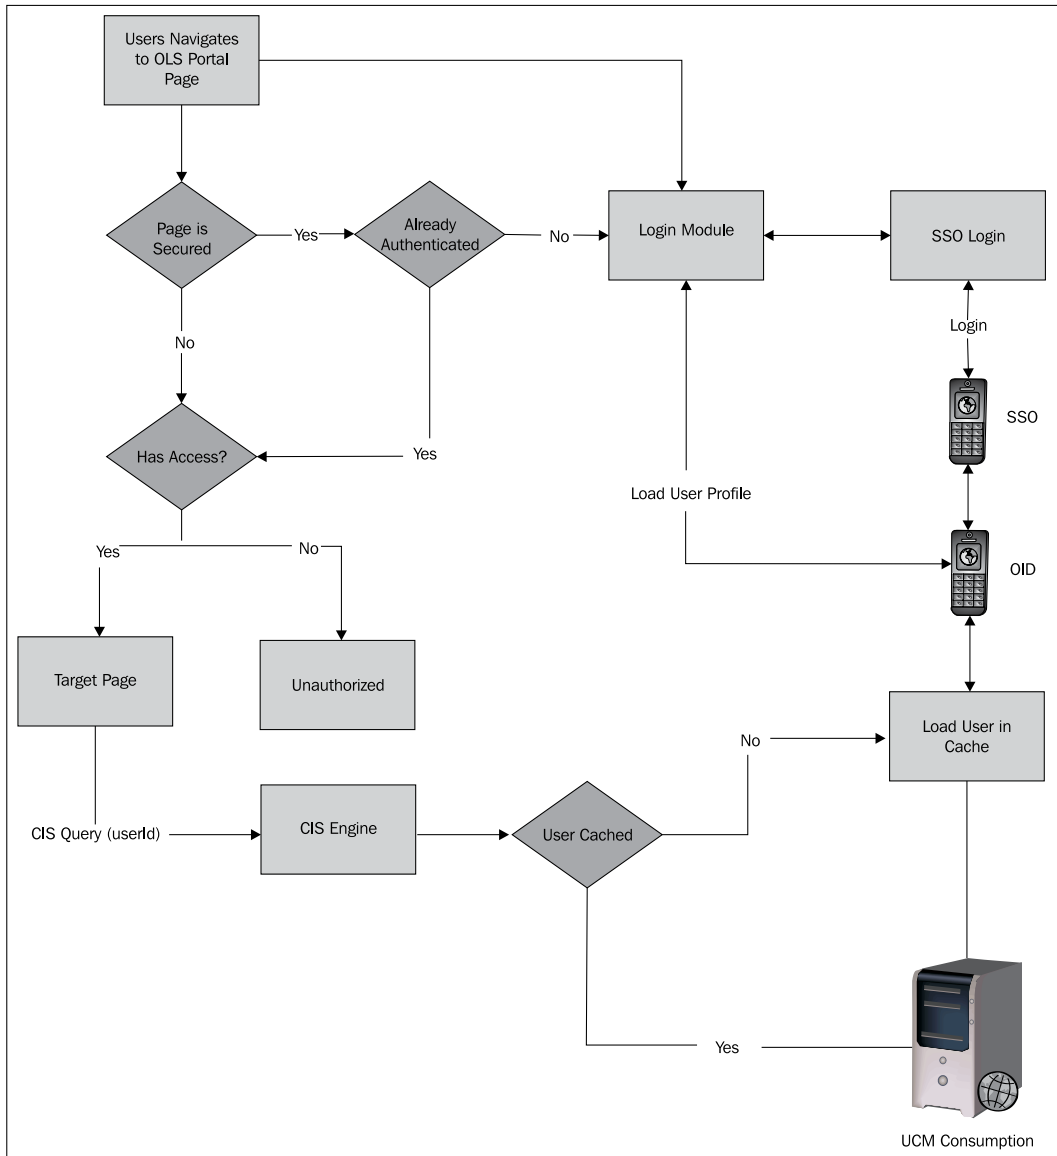 Users Navigates
to OLS Portal
Page
Page is
Secured
Yes
Already
Authenticated
No
Login Module
SSO Login
No
Login
SSO
Has Access?
Yes
Load User Profile
Yes
No
OID
Target Page
Unauthorized
Load User in
Cache
No
CIS Query (userId)
CIS Engine
User Cached
Yes
UCM Consumption